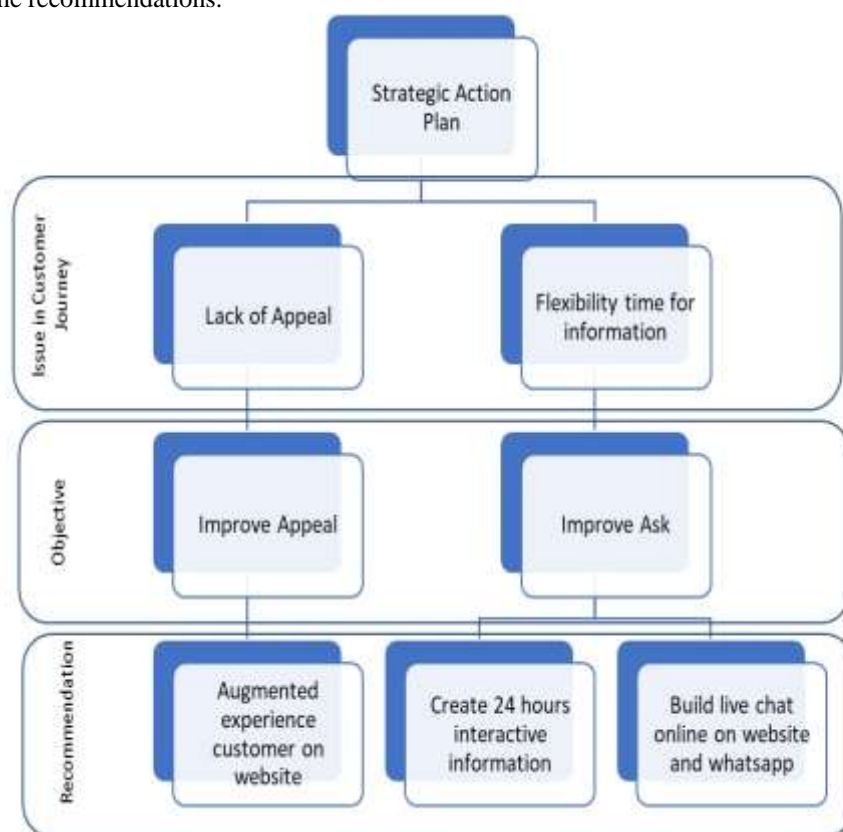 recommendations.
Strategic Action
Plan
Issue in Customer
Journey
Lack of Appeal
Flexibility time for
information
Objective
Improve Appeal
Improve Ask
Recommendation
Augmented
experience
customer on
website
Create 24 hours
interactive
information
Build live chat
online on website
and whatsapp